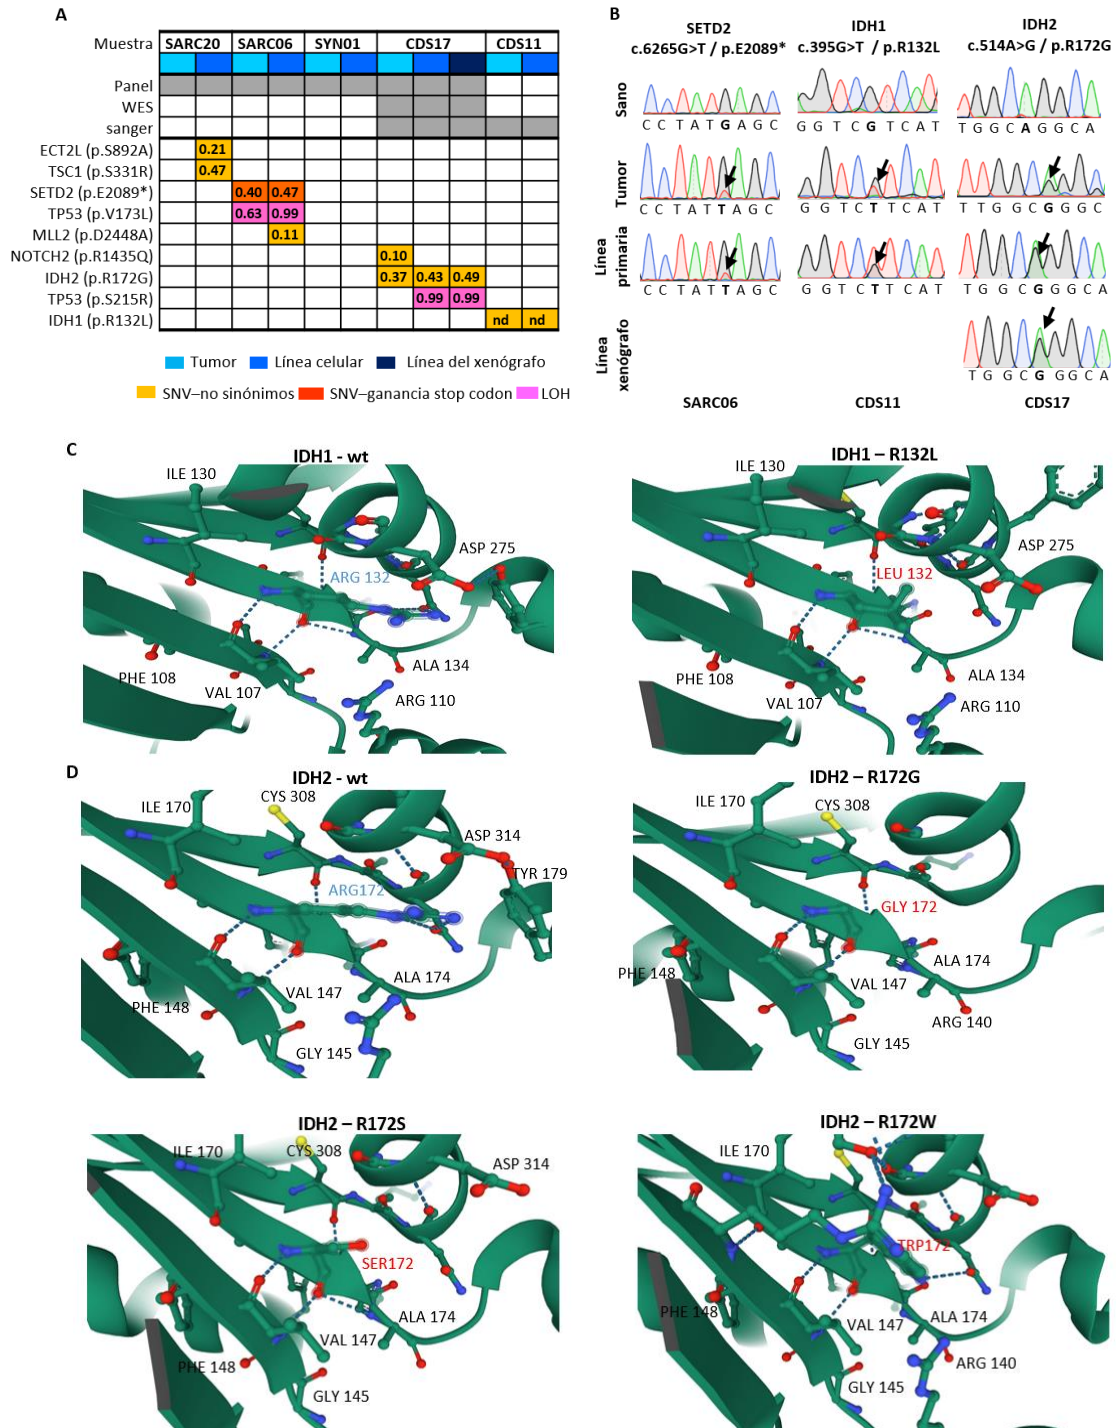 A
Muestra SARC20 SARC06 SYN01 CDS17 CDS11
Panel
WES
sanger
ECT2L (p.S892A) 0.21
TSC1 (p.S331R) 0.47
SETD2 (p.E2089*) 0.40 0.47
TP53 (p.V173L) 0.63 0.99
MLL2 (p.D2448A) 0.11
NOTCH2 (p.R1435Q) 0.10
IDH2 (p.R172G) 0.37 0.43 0.49
TP53 (p.S215R) 0.99 0.99
IDH1 (p.R132L) nd nd
Tumor Línea celular Línea del xenógrafo
SNV–no sinónimos SNV–ganancia stop codon LOH
B
SETD2 IDH1 IDH2
c.6265G>T / p.E2089* c.395G>T / p.R132L c.514A>G / p.R172G
Sano
C C T A T G A G C G G T C G T C A T T G G C A G G C A
Tumor
C C T A T T A G C G G T C T T C A T T T G G C G G G C
Línea primaria
C C T A T T A G C G G T C T T C A T T G G C G G G C A
Línea xenógrafo
T G G C G G G C A
SARC06 CDS11 CDS17
C
IDH1 - wt
ILE 130
ASP 275
ARG 132
ALA 134
PHE 108
VAL 107
ARG 110
IDH1 – R132L
ILE 130
ASP 275
LEU 132
PHE 108
ALA 134
VAL 107
ARG 110
D
IDH2 - wt
CYS 308
ILE 170
ASP 314
TYR 179
ARG172
ALA 174
VAL 147
PHE 148
GLY 145
IDH2 – R172G
ILE 170
CYS 308
GLY 172
ALA 174
PHE 148
VAL 147
ARG 140
GLY 145
IDH2 – R172S
ILE 170
CYS 308
ASP 314
SER172
ALA 174
VAL 147
PHE 148
GLY 145
IDH2 – R172W
ILE 170
TRP172
PHE 148
VAL 147
ALA 174
ARG 140
GLY 145